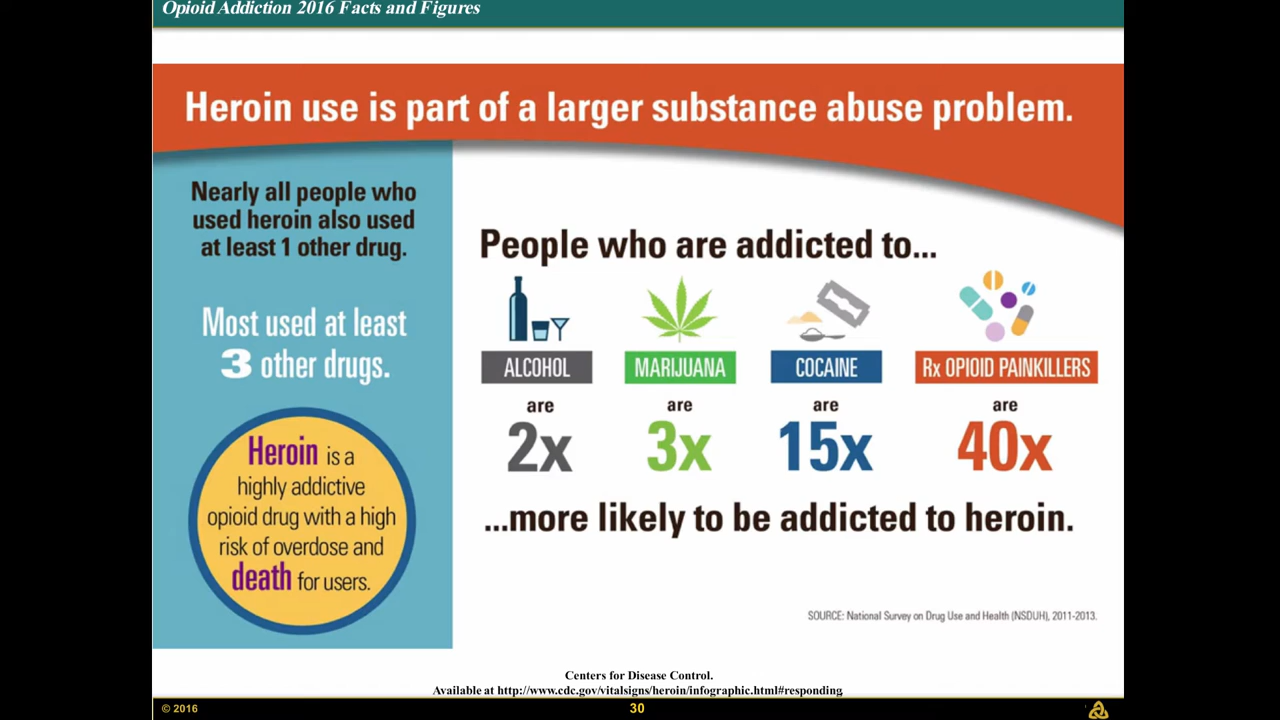 Opioid Addiction 2016 Facts and Figures
Heroin use is part of a larger substance abuse problem.
Nearly all people who
used heroin also used
at least 1 other drug.
Most used at least
3 other drugs.
Heroin is a
highly addictive
opioid drug with a high
risk of overdose and
death for users.
People who are addicted to...
ALCOHOL MARIJUANA COCAINE Rx OPIOID PAINKILLERS
are are are are
2x 3x 15x 40x
...more likely to be addicted to heroin.
SOURCE: National Survey on Drug Use and Health (NSDUH), 2011-2013.
Centers for Disease Control.
Available at http://www.cdc.gov/vitalsigns/heroin/infographic.html#responding
© 2016 30